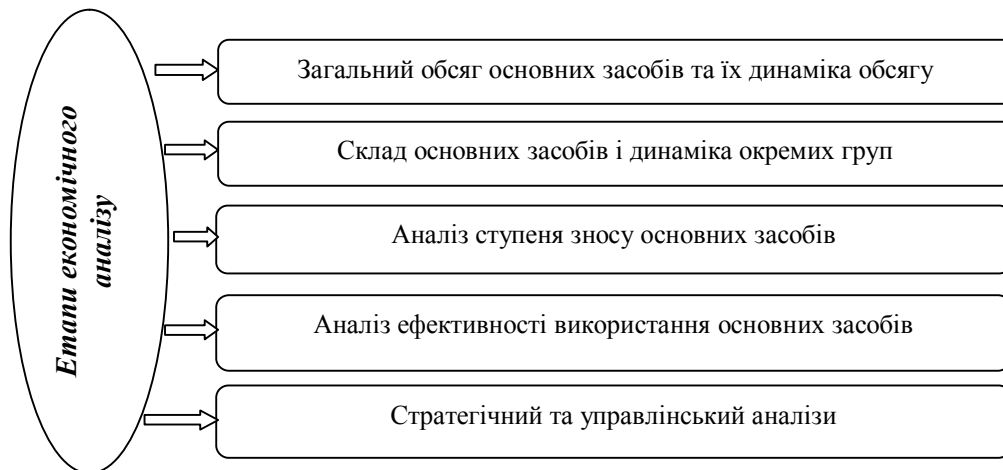 Етапи економічного
аналізу
Загальний обсяг основних засобів та їх динаміка обсягу
Склад основних засобів і динаміка окремих груп
Аналіз ступеня зносу основних засобів
Аналіз ефективності використання основних засобів
Стратегічний та управлінський аналізи